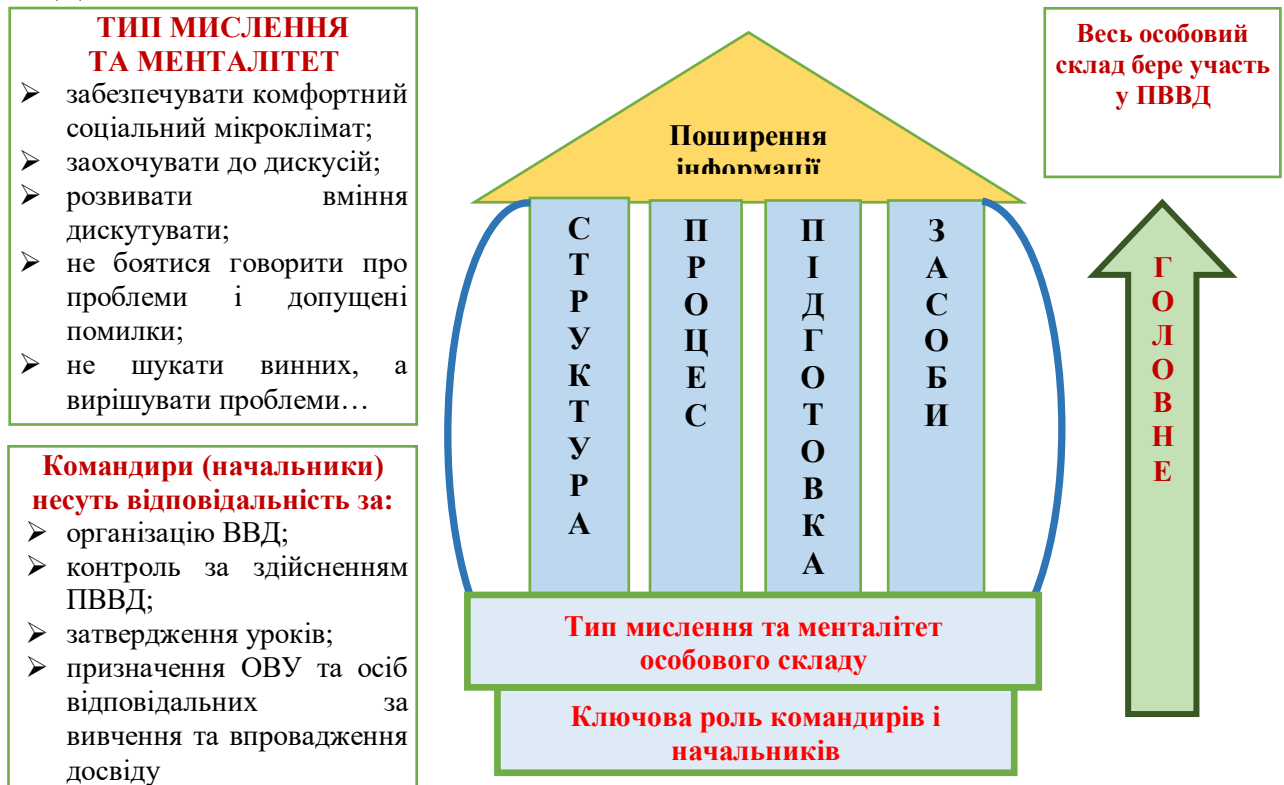 ТИП МИСЛЕННЯ
ТА МЕНТАЛІТЕТ
➢ забезпечувати комфортний
соціальний мікроклімат;
➢ заохочувати до дискусій;
➢ розвивати вміння
дискутувати;
➢ не боятися говорити про
проблеми і допущені
помилки;
➢ не шукати винних, а
вирішувати проблеми…
Командири (начальники)
несуть відповідальність за:
➢ організацію ВВД;
➢ контроль за здійсненням
ПВВД;
➢ затвердження уроків;
➢ призначення ОВУ та осіб
відповідальних за
вивчення та впровадження
досвіду
Поширення
інформації
СТРУКТУРА
ПРОЦЕС
ПІДГОТОВКА
ЗАСОБИ
Тип мислення та менталітет
особового складу
Ключова роль командирів і
начальників
Весь особовий
склад бере участь
у ПВВД
ГОЛОВНЕ